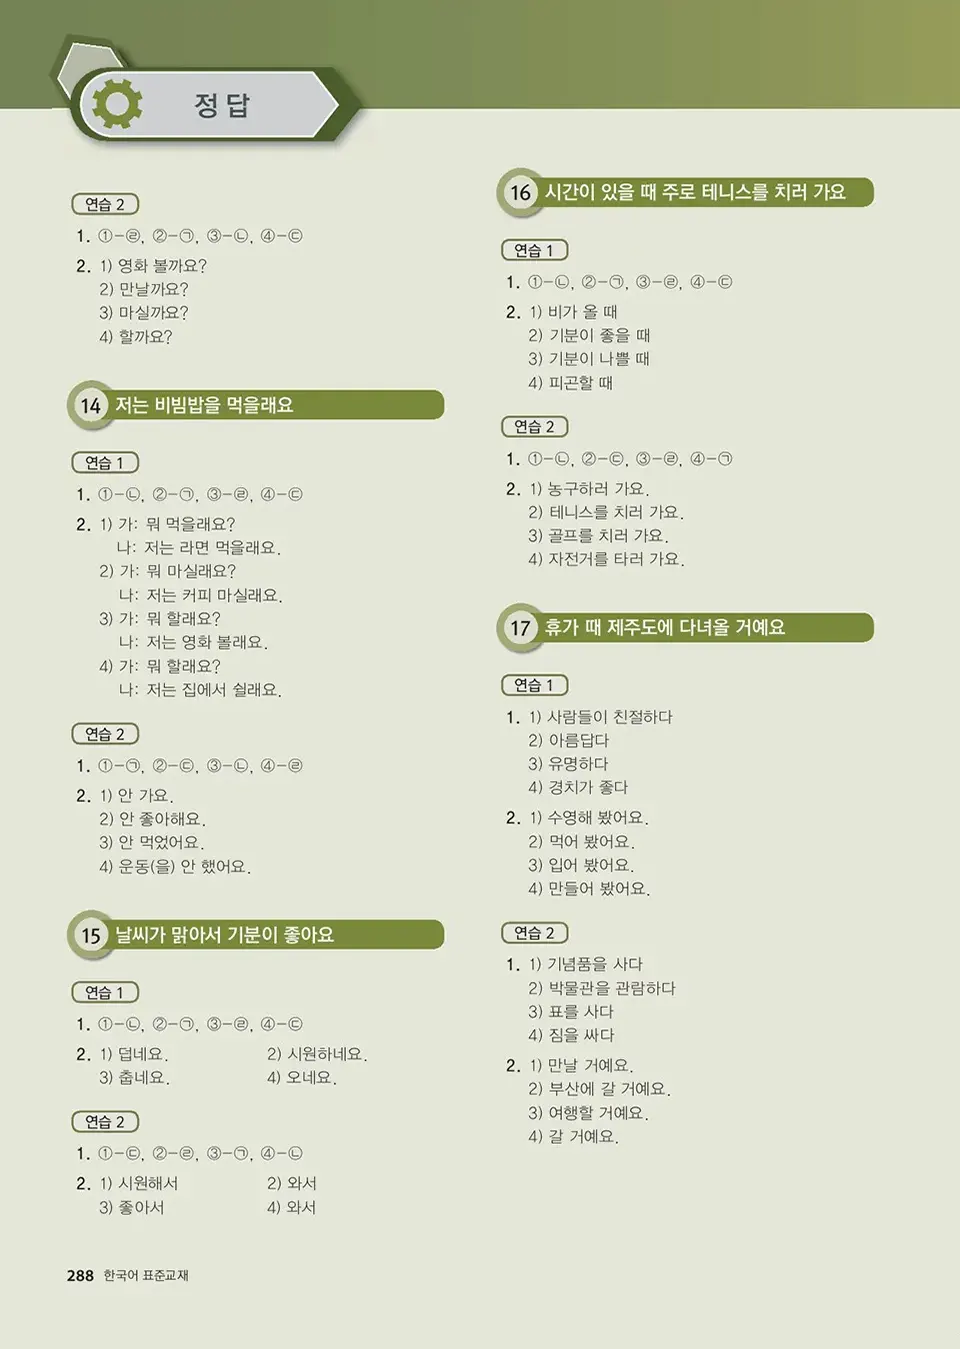 정답
연습 2
1. ①-㉣, ②-㉠, ③-㉡, ④-㉢
2. 1) 영화 볼까요?
2) 만날까요?
3) 마실까요?
4) 할까요?
14 저는 비빔밥을 먹을래요
연습 1
1. ①-㉡, ②-㉠, ③-㉣, ④-㉢
2. 1) 가: 뭐 먹을래요?
나: 저는 라면 먹을래요.
2) 가: 뭐 마실래요?
나: 저는 커피 마실래요.
3) 가: 뭐 할래요?
나: 저는 영화 볼래요.
4) 가: 뭐 할래요?
나: 저는 집에서 쉴래요.
연습 2
1. ①-㉠, ②-㉢, ③-㉡, ④-㉣
2. 1) 안 가요.
2) 안 좋아해요.
3) 안 먹었어요.
4) 운동(을) 안 했어요.
15 날씨가 맑아서 기분이 좋아요
연습 1
1. ①-㉡, ②-㉠, ③-㉣, ④-㉢
2. 1) 덥네요. 2) 시원하네요.
3) 춥네요. 4) 오네요.
연습 2
1. ①-㉢, ②-㉣, ③-㉠, ④-㉡
2. 1) 시원해서 2) 와서
3) 좋아서 4) 와서
16 시간이 있을 때 주로 테니스를 치러 가요
연습 1
1. ①-㉡, ②-㉠, ③-㉣, ④-㉢
2. 1) 비가 올 때
2) 기분이 좋을 때
3) 기분이 나쁠 때
4) 피곤할 때
연습 2
1. ①-㉡, ②-㉢, ③-㉣, ④-㉠
2. 1) 농구하러 가요.
2) 테니스를 치러 가요.
3) 골프를 치러 가요.
4) 자전거를 타러 가요.
17 휴가 때 제주도에 다녀올 거예요
연습 1
1. 1) 사람들이 친절하다
2) 아름답다
3) 유명하다
4) 경치가 좋다
2. 1) 수영해 봤어요.
2) 먹어 봤어요.
3) 입어 봤어요.
4) 만들어 봤어요.
연습 2
1. 1) 기념품을 사다
2) 박물관을 관람하다
3) 표를 사다
4) 짐을 싸다
2. 1) 만날 거예요.
2) 부산에 갈 거예요.
3) 여행할 거예요.
4) 갈 거예요.
288 한국어 표준교재